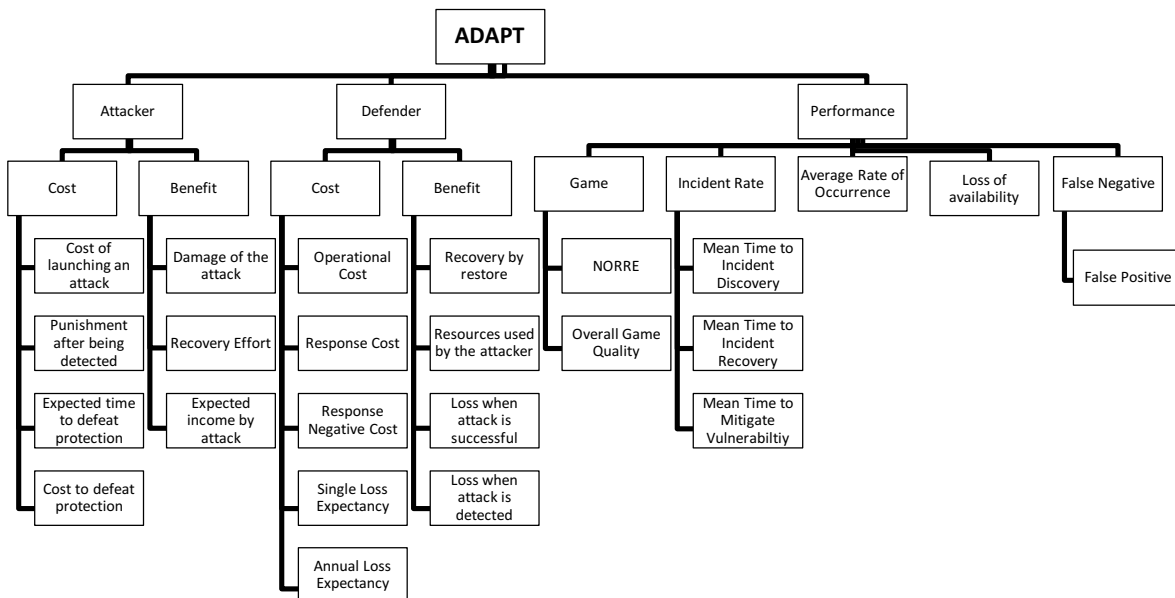 ADAPT
Attacker
Defender
Performance
Cost
Benefit
Cost
Benefit
Game
Incident Rate
Average Rate of
Occurrence
Loss of
availability
False Negative
Cost of
launching an
attack
Punishment
after being
detected
Expected time
to defeat
protection
Cost to defeat
protection
Damage of the
attack
Recovery Effort
Expected
income by
attack
Operational
Cost
Response Cost
Response
Negative Cost
Single Loss
Expectancy
Annual Loss
Expectancy
Recovery by
restore
Resources used
by the attacker
Loss when
attack is
successful
Loss when
attack is
detected
NORRE
Overall Game
Quality
Mean Time to
Incident
Discovery
Mean Time to
Incident
Recovery
Mean Time to
Mitigate
Vulnerabiltiy
False Positive